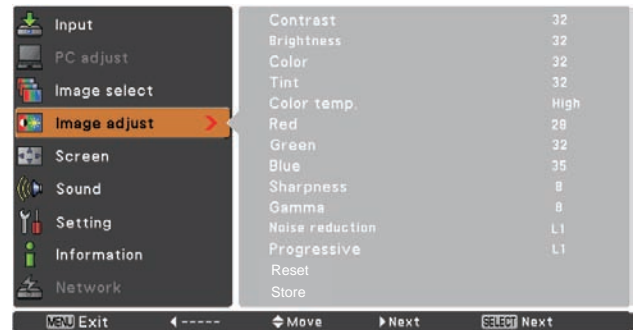 Input
PC adjust
Image select
Image adjust
Screen
Sound
Setting
Information
Network
Contrast 32
Brightness 32
Color 32
Tint 32
Color temp. High
Red 28
Green 32
Blue 35
Sharpness 8
Gamma 8
Noise reduction L1
Progressive L1
Reset
Store
MENU Exit ----- Move Next SELECT Next